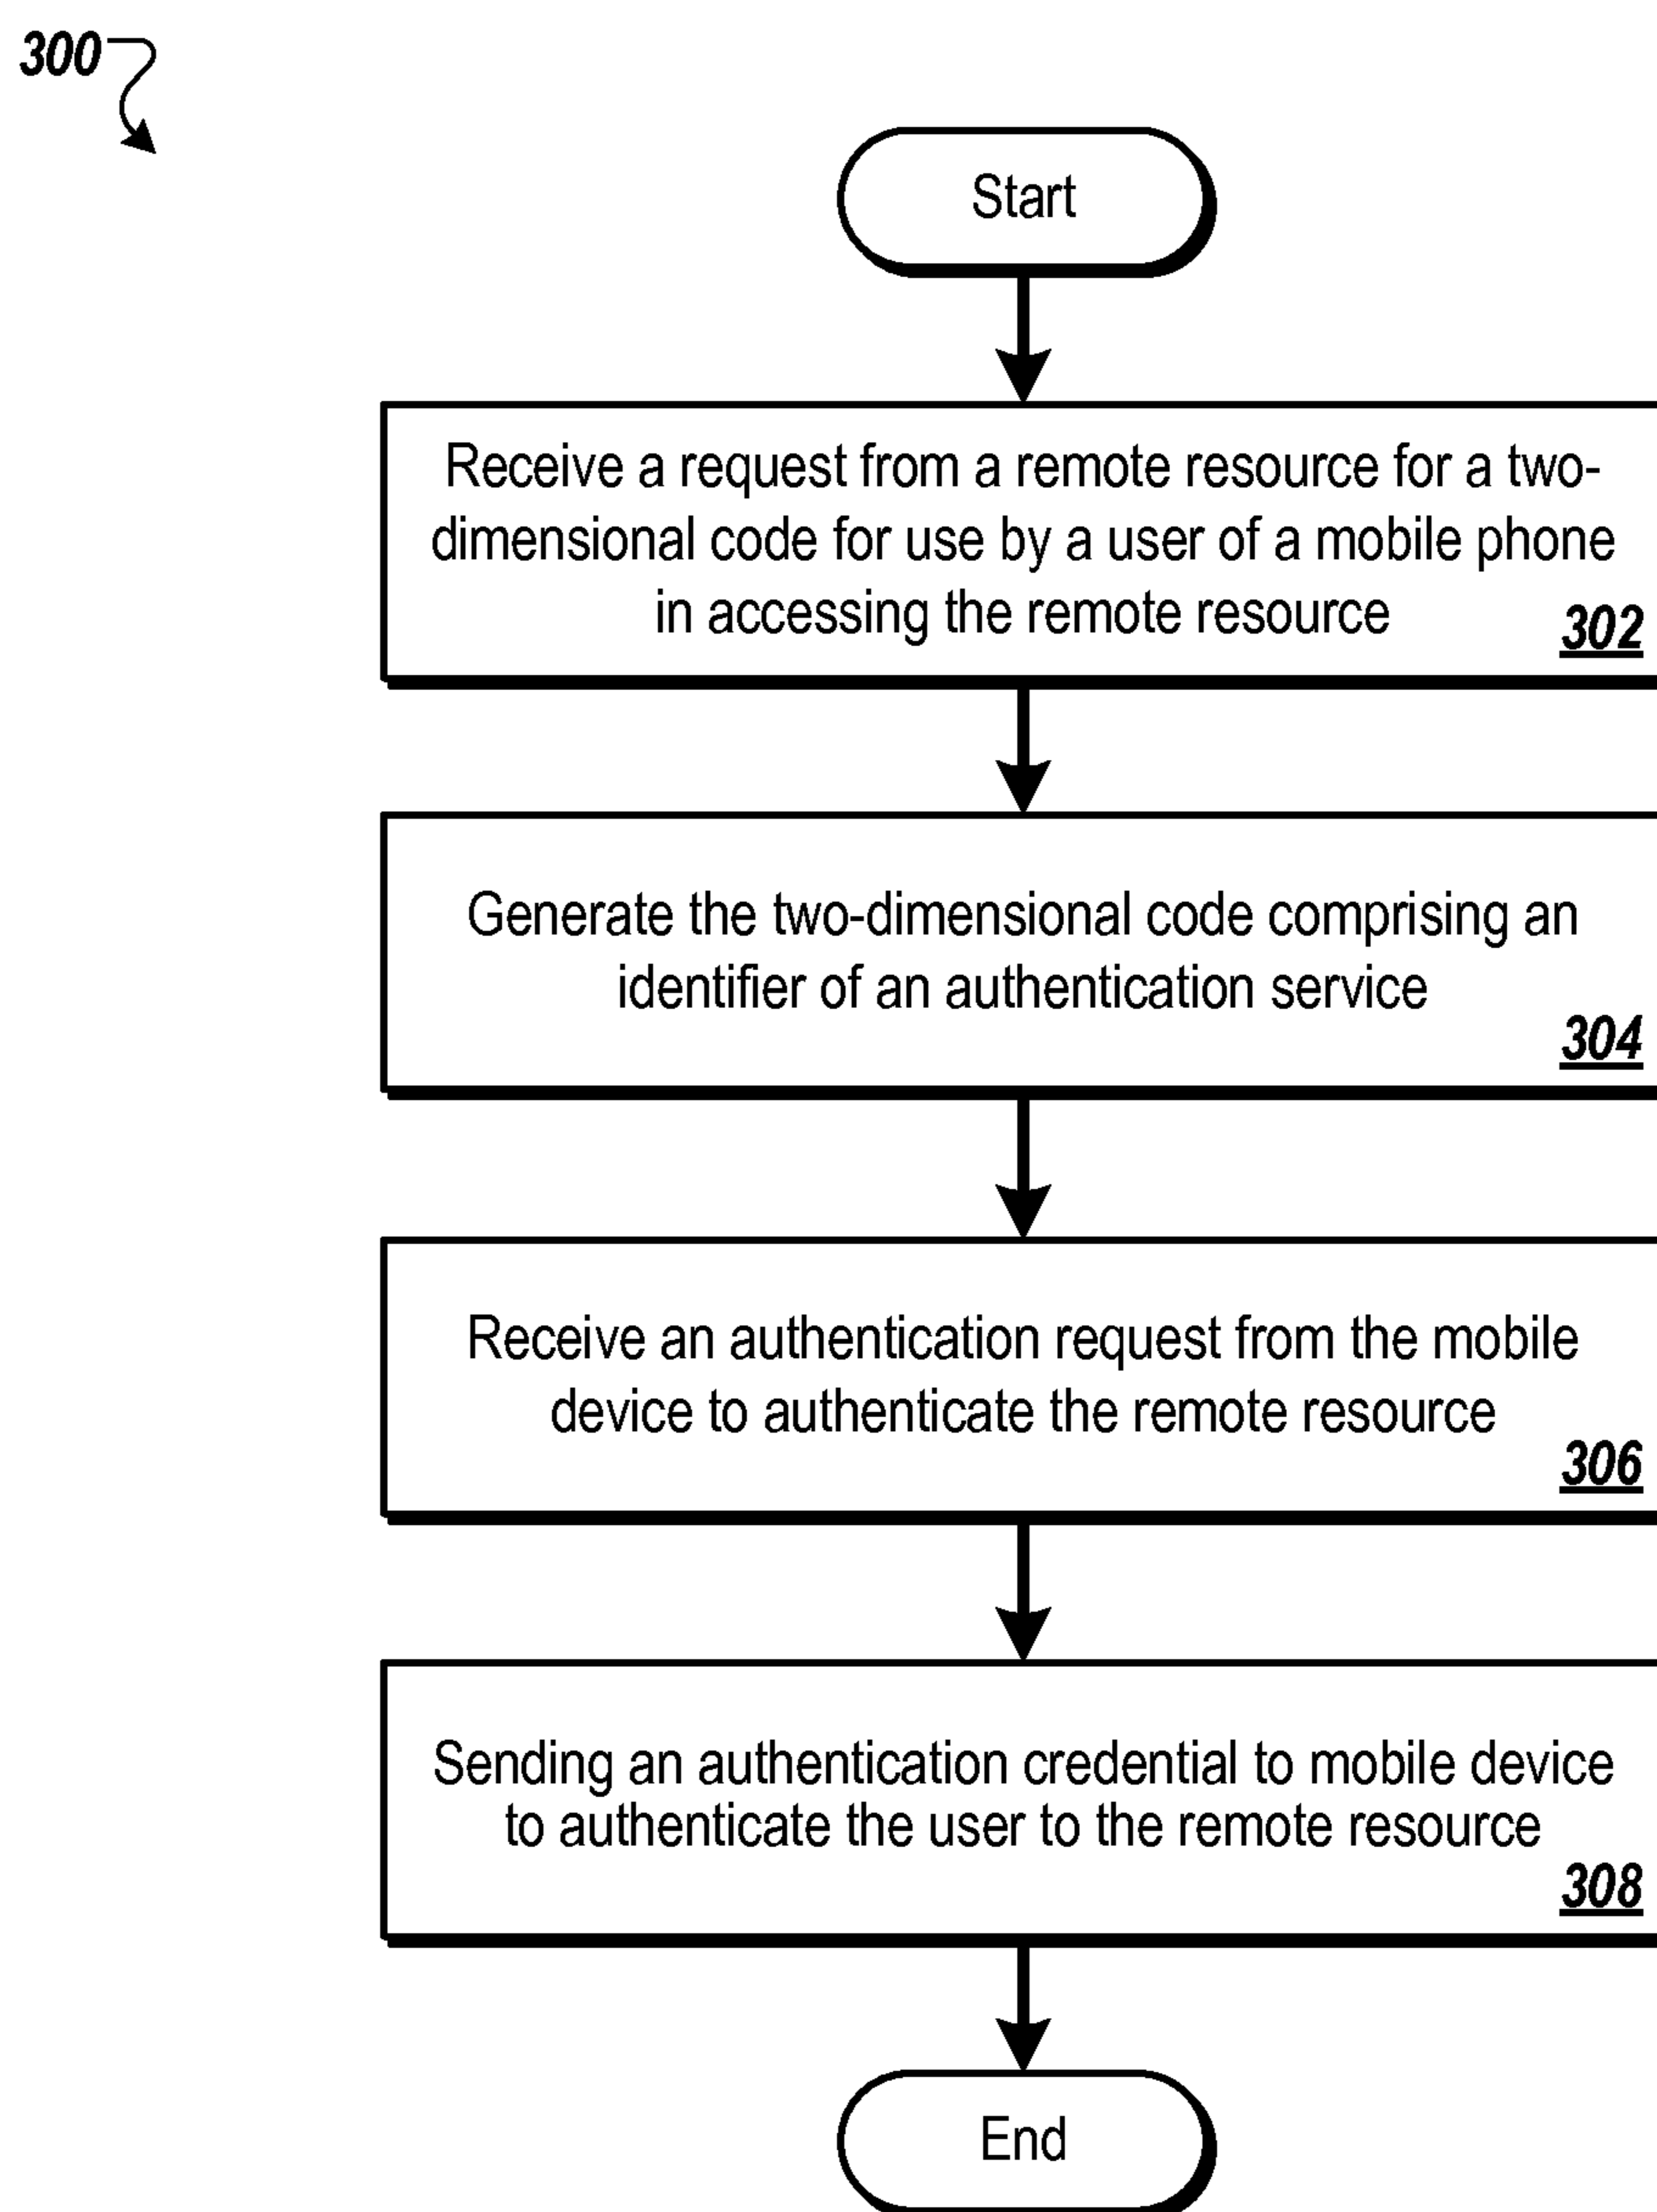 300
Start
Receive a request from a remote resource for a two-
dimensional code for use by a user of a mobile phone
in accessing the remote resource
302
Generate the two-dimensional code comprising an
identifier of an authentication service
304
Receive an authentication request from the mobile
device to authenticate the remote resource
306
Sending an authentication credential to mobile device
to authenticate the user to the remote resource
308
End